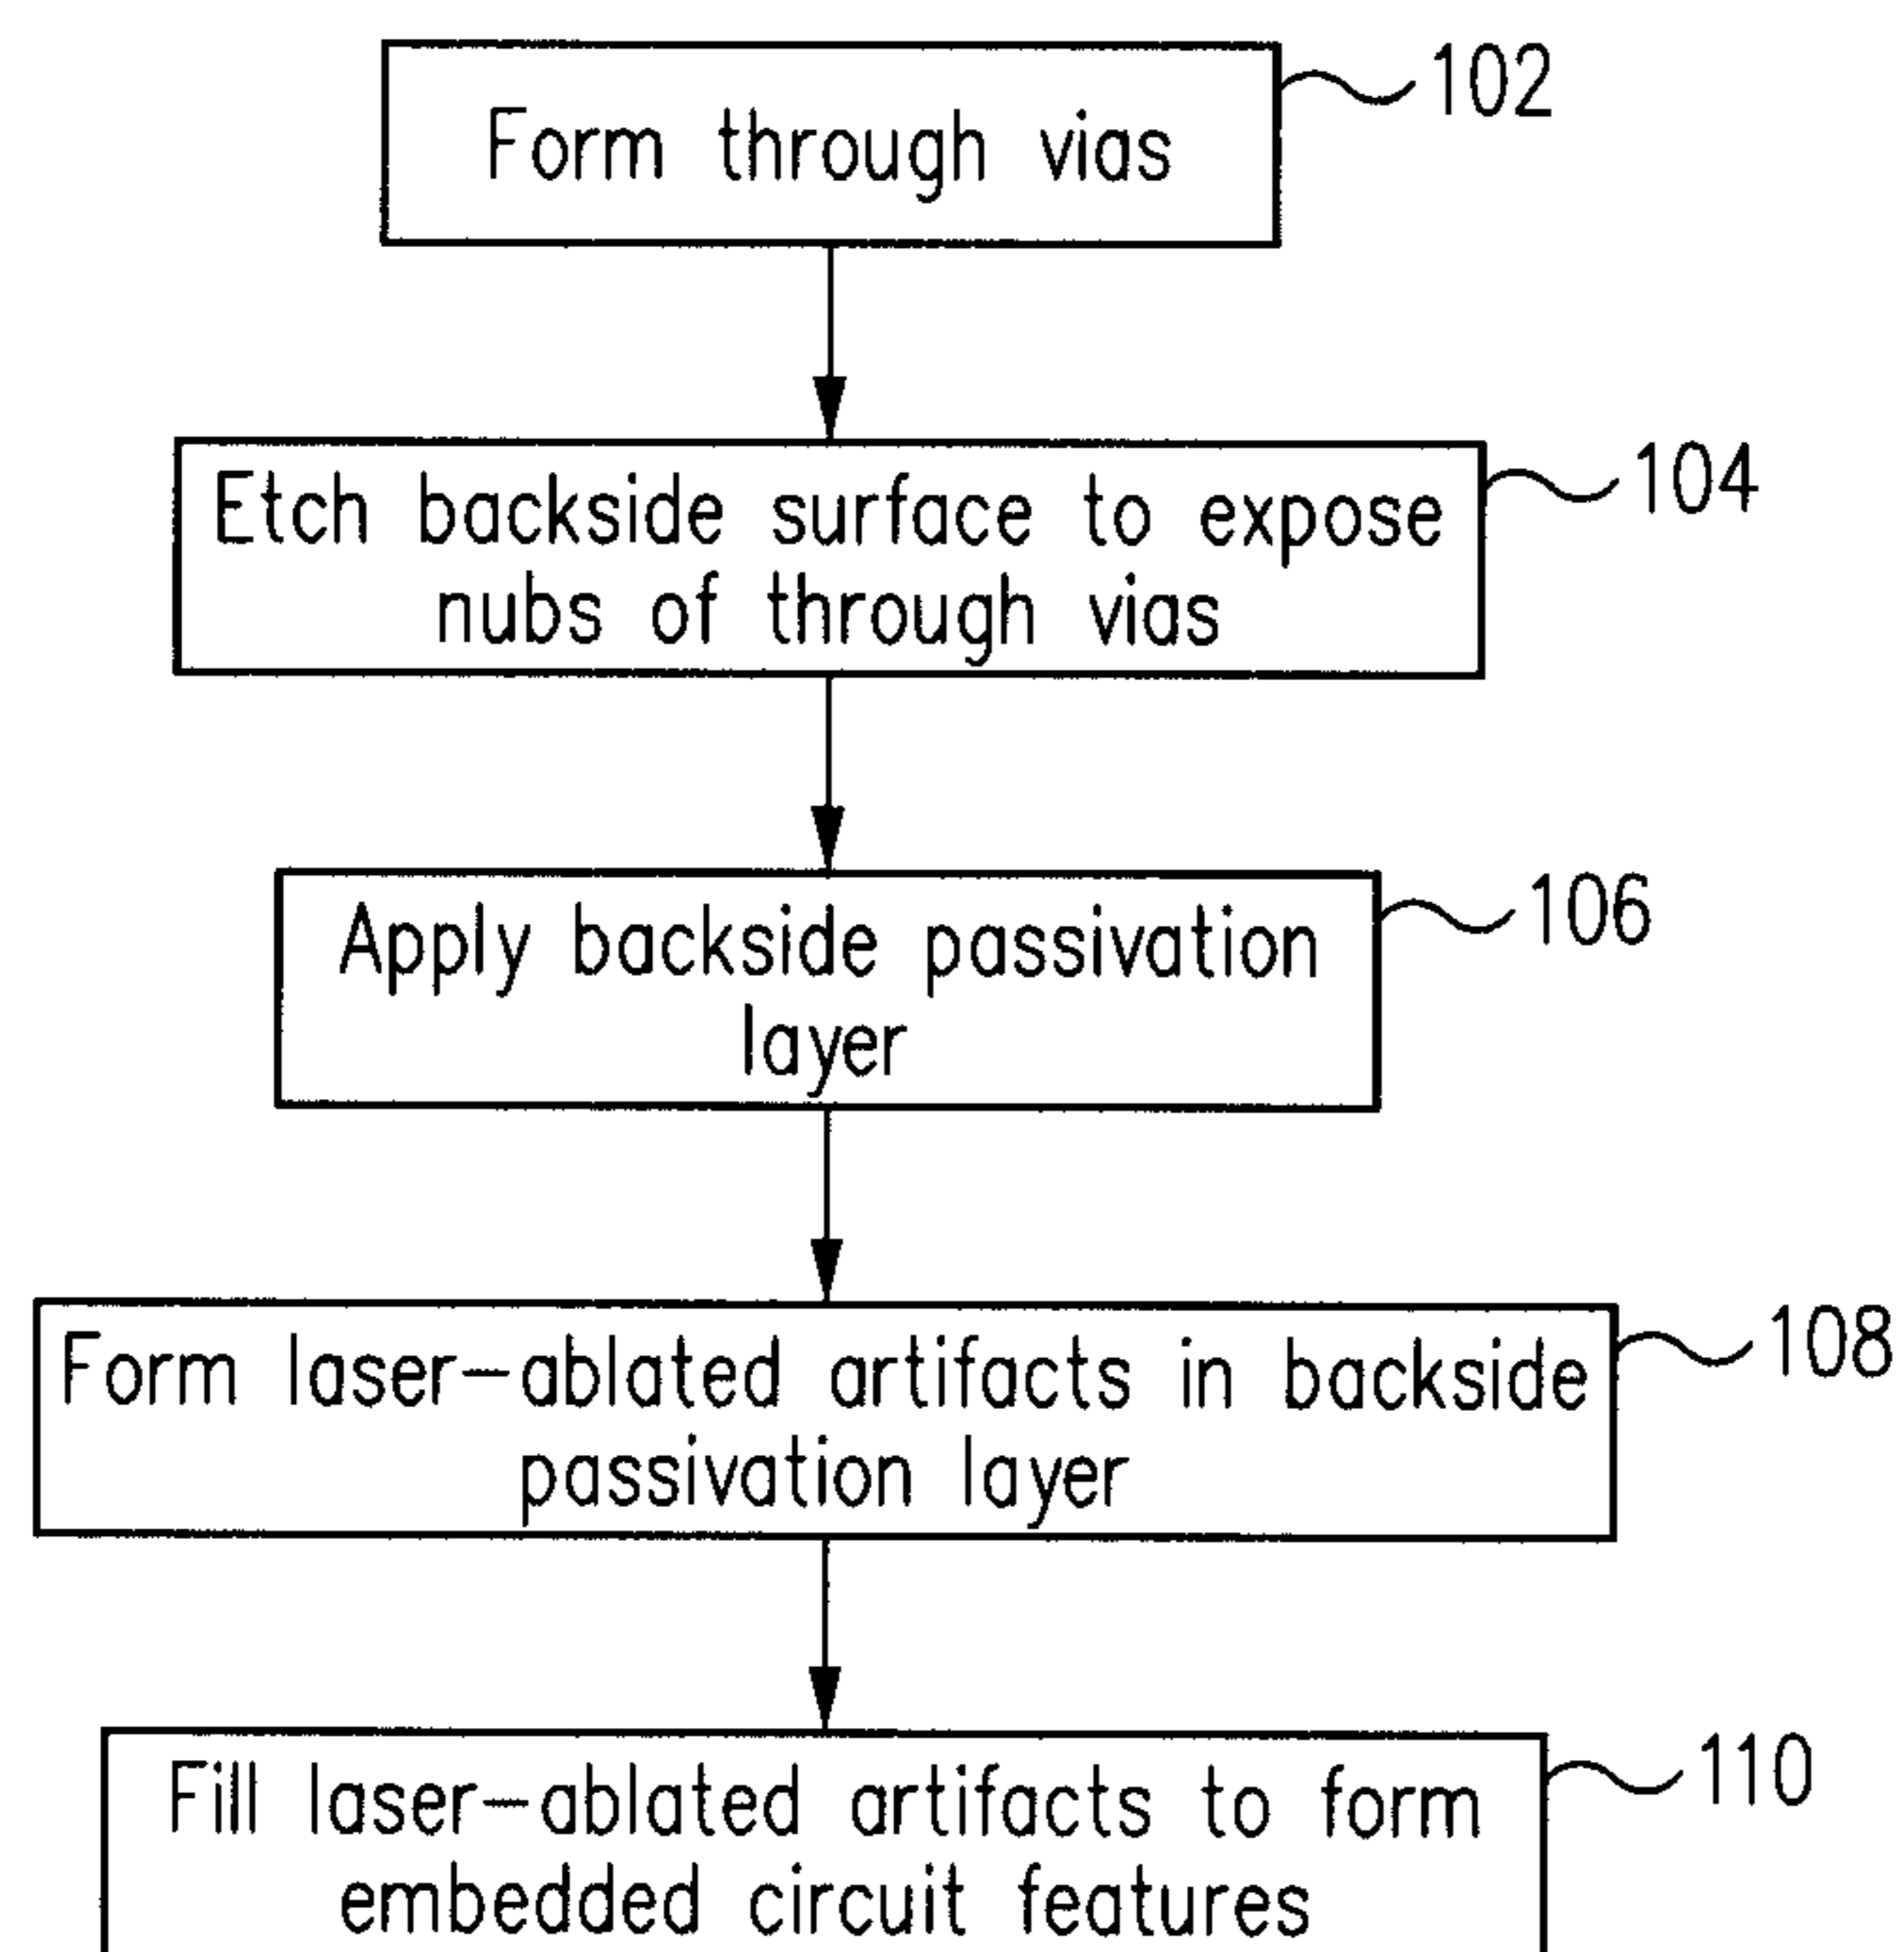 Form through vias
102
Etch backside surface to expose
nubs of through vias
104
Apply backside passivation
layer
106
Form laser-ablated artifacts in backside
passivation layer
108
Fill laser-ablated artifacts to form
embedded circuit features
110